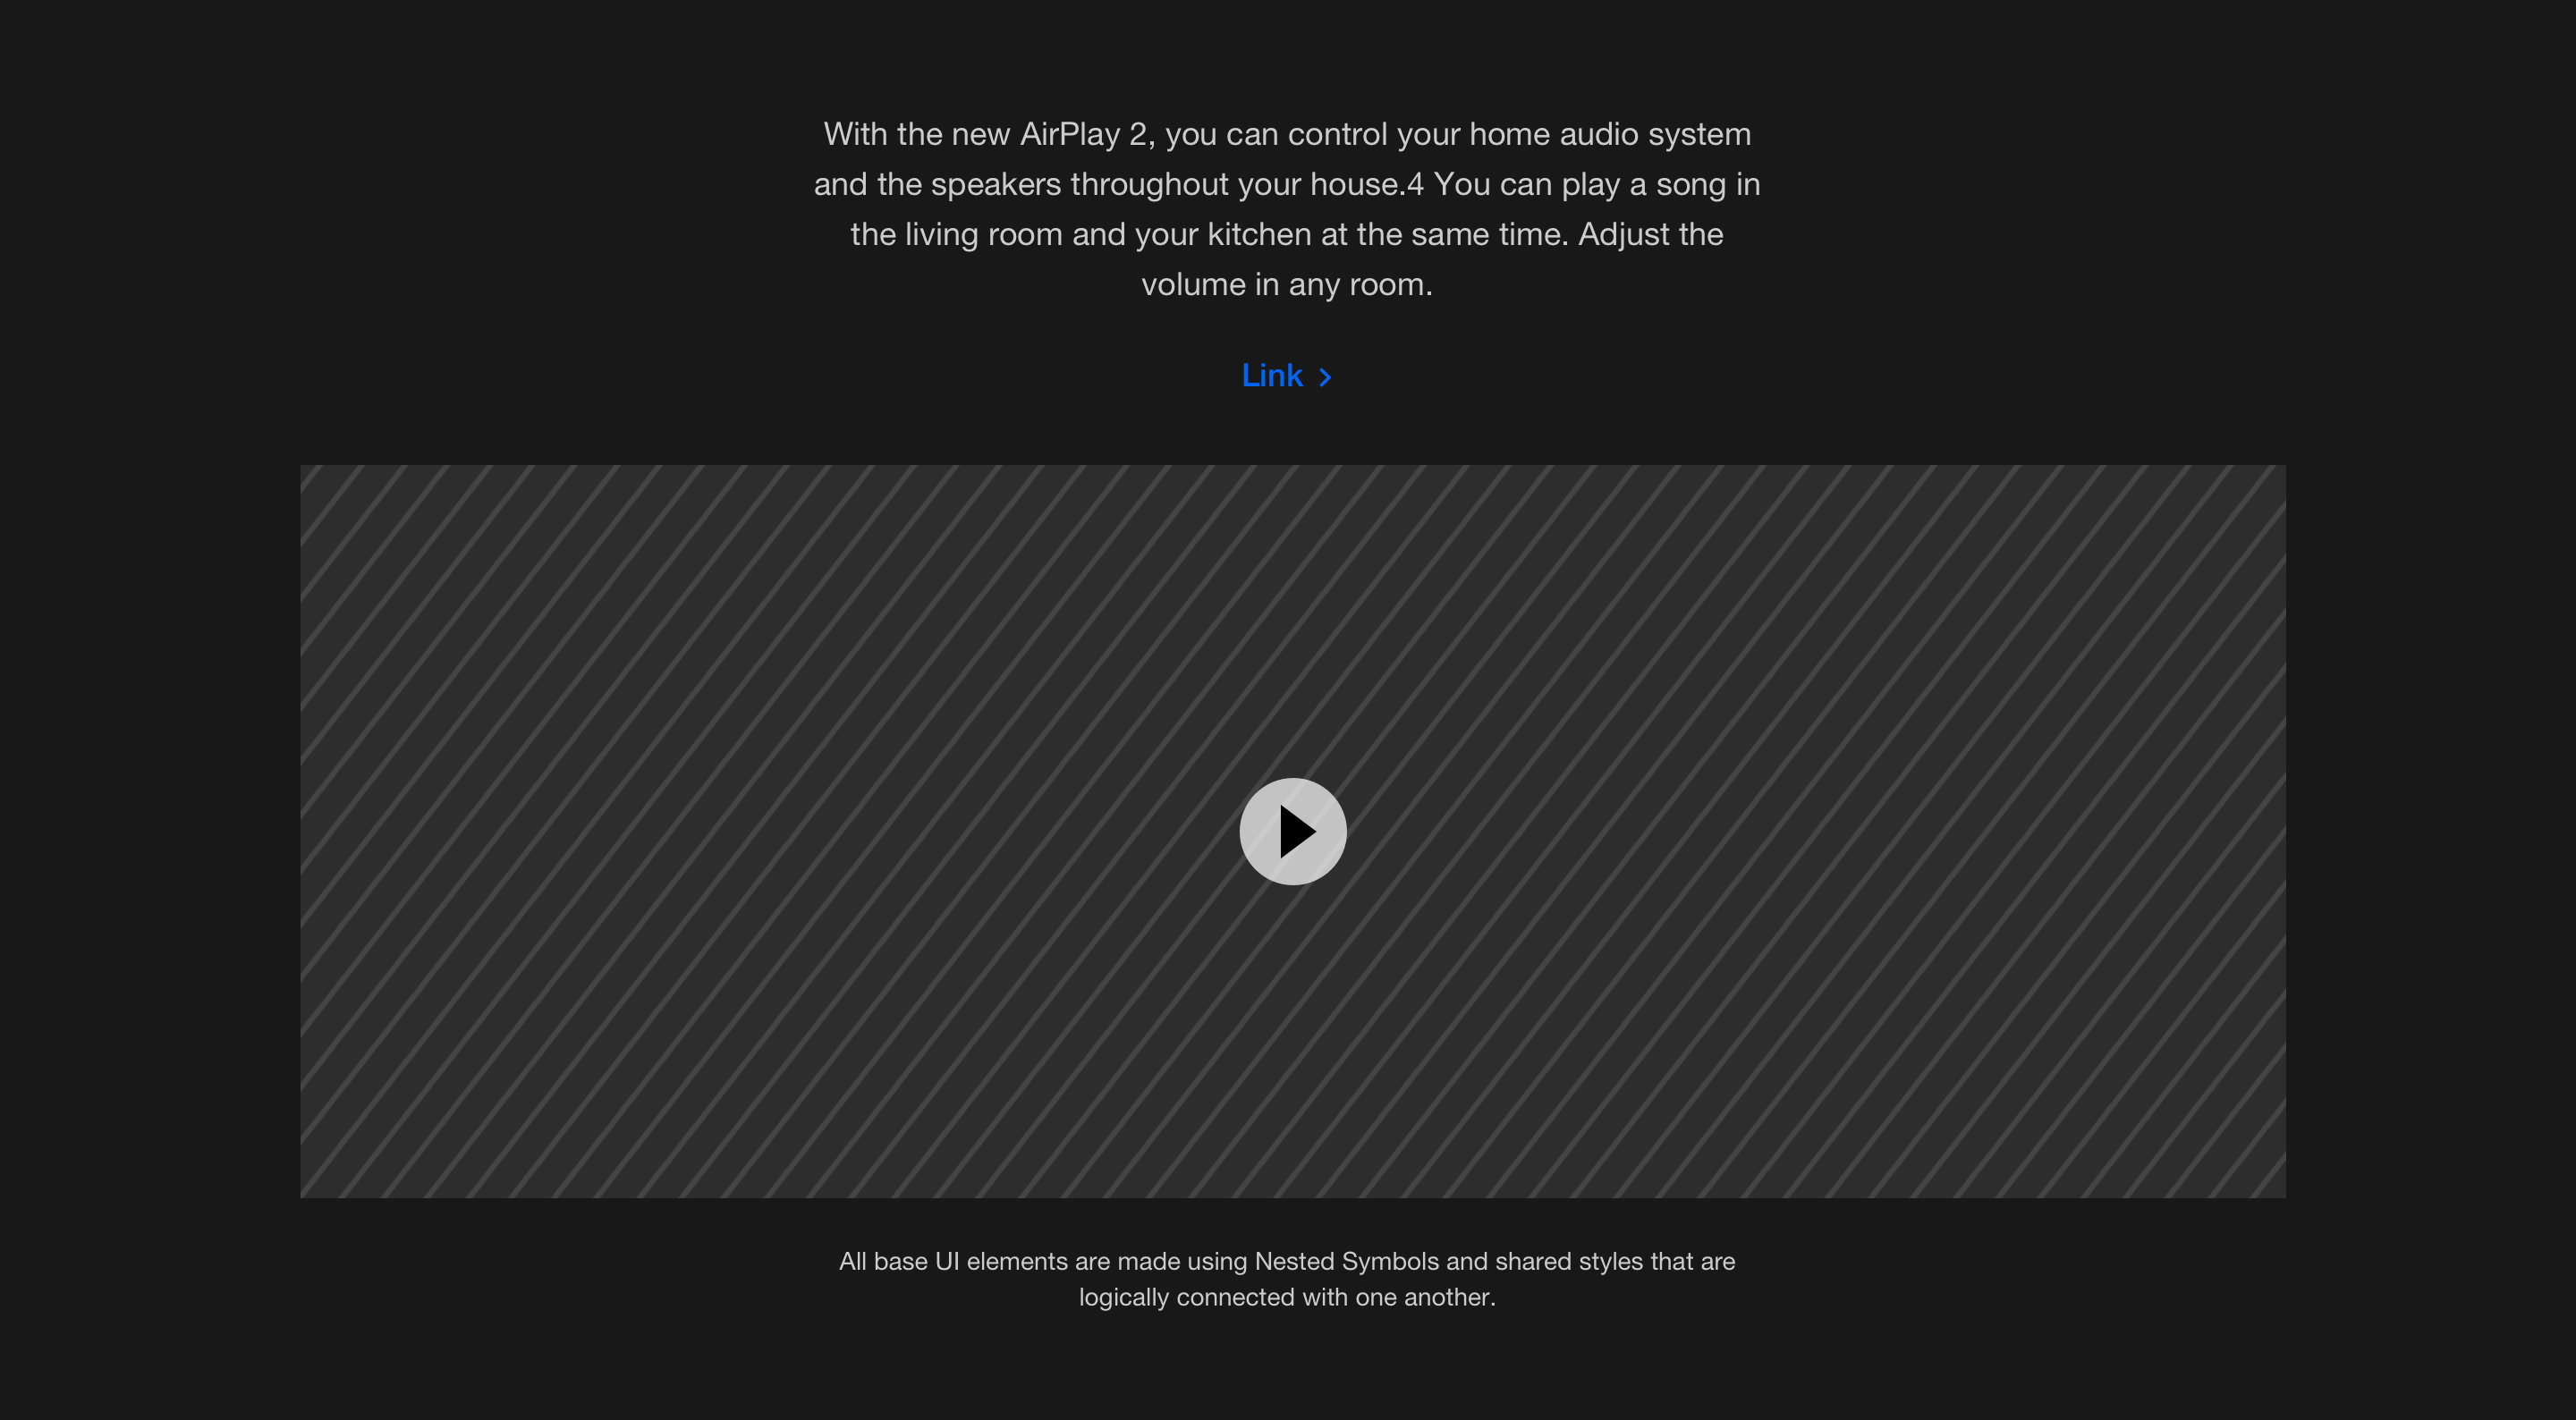 With the new AirPlay 2, you can control your home audio system
and the speakers throughout your house.4 You can play a song in
the living room and your kitchen at the same time. Adjust the
volume in any room.
Link
All base UI elements are made using Nested Symbols and shared styles that are
logically connected with one another.